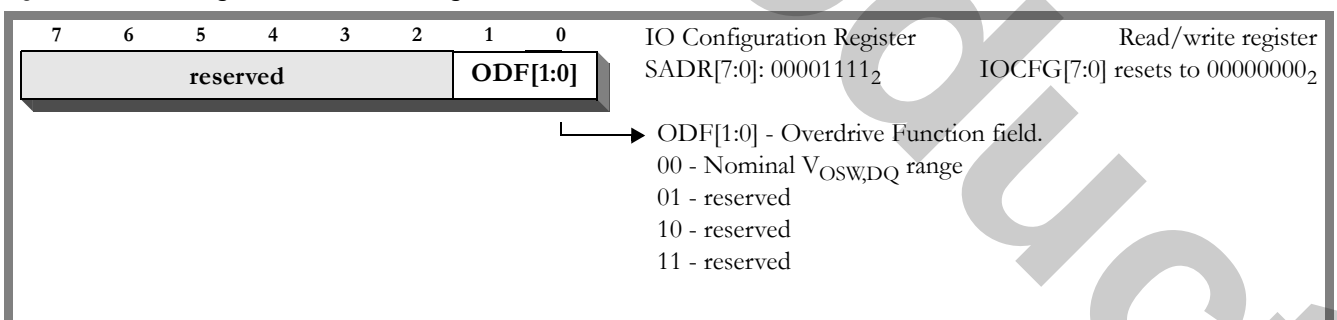 7 6 5 4 3 2 1 0
reserved ODF[1:0]
IO Configuration Register Read/write register
SADR[7:0]: 00001111₂ IOCFG[7:0] resets to 00000000₂
ODF[1:0] - Overdrive Function field.
00 - Nominal V_OSW,DQ range
01 - reserved
10 - reserved
11 - reserved